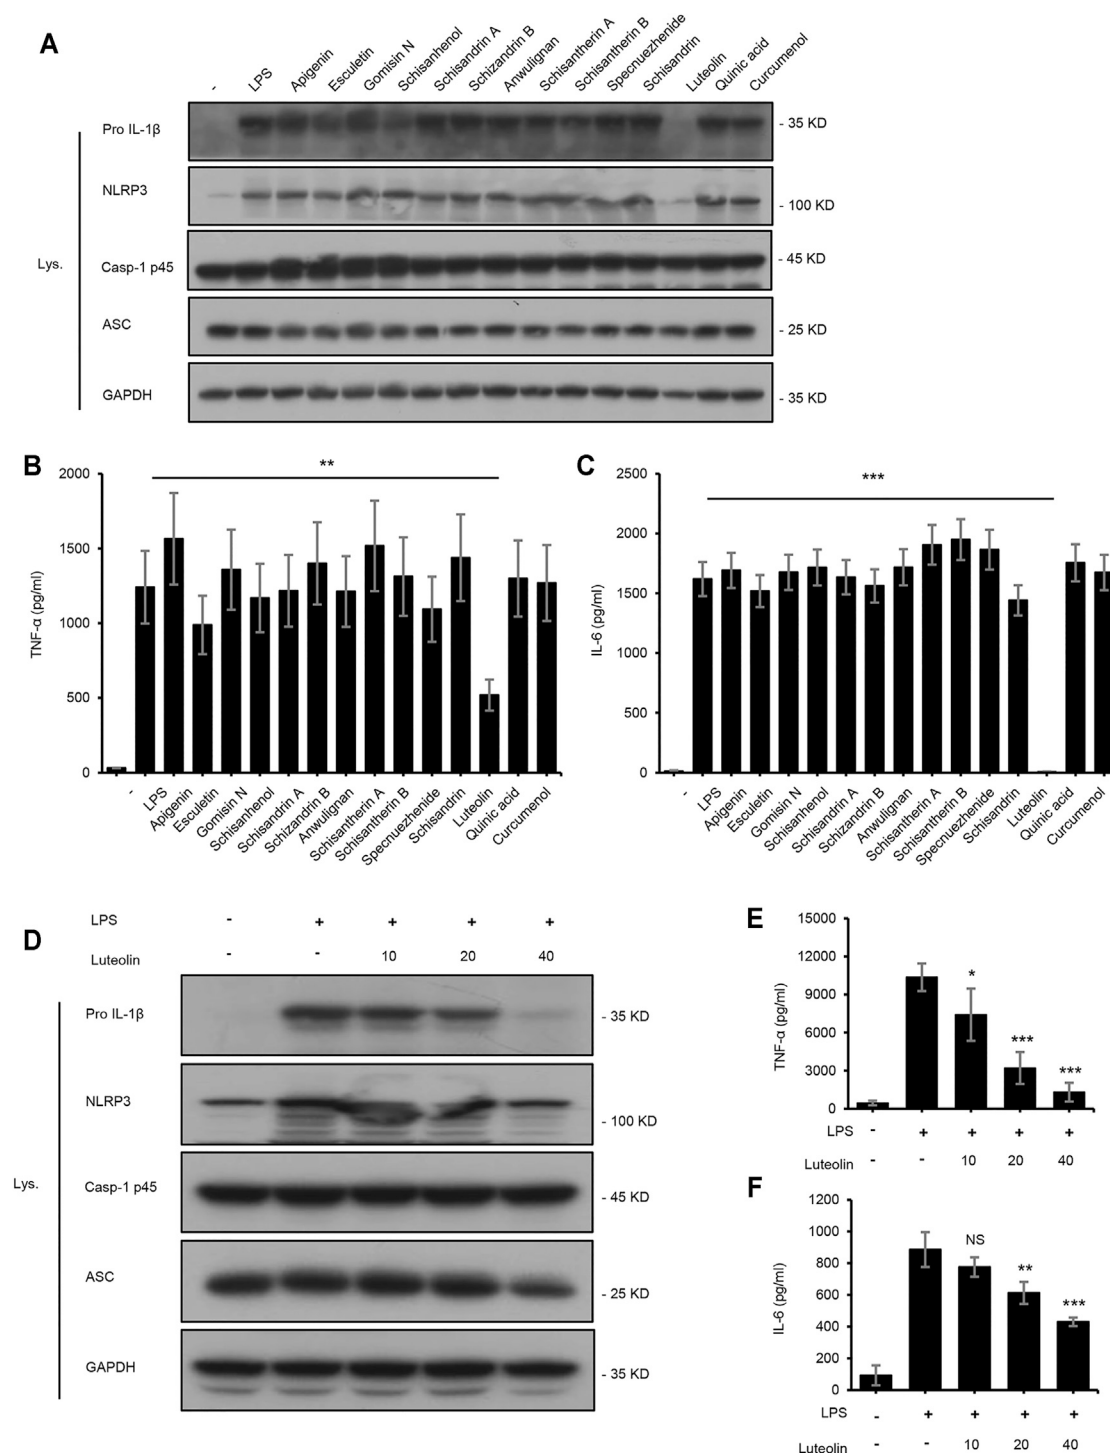 A
-
LPS
Apigenin
Esculetin
Gomisin N
Schisanhenol
Schisandrin A
Schizandrin B
Anwulignan
Schisantherin A
Schisantherin B
Specnuezhenide
Schisandrin
Luteolin
Quinic acid
Curcumenol
Pro IL-1β
- 35 KD
NLRP3
- 100 KD
Lys.
Casp-1 p45
- 45 KD
ASC
- 25 KD
GAPDH
- 35 KD
B
**
TNF-α (pg/ml)
2000
1500
1000
500
0
-
LPS
Apigenin
Esculetin
Gomisin N
Schisanhenol
Schisandrin A
Schizandrin B
Anwulignan
Schisantherin A
Schisantherin B
Specnuezhenide
Schisandrin
Luteolin
Quinic acid
Curcumenol
C
***
IL-6 (pg/ml)
2500
2000
1500
1000
500
0
-
LPS
Apigenin
Esculetin
Gomisin N
Schisanhenol
Schisandrin A
Schizandrin B
Anwulignan
Schisantherin A
Schisantherin B
Specnuezhenide
Schisandrin
Luteolin
Quinic acid
Curcumenol
D
LPS - + + + +
Luteolin - - 10 20 40
Pro IL-1β
- 35 KD
NLRP3
- 100 KD
Lys.
Casp-1 p45
- 45 KD
ASC
- 25 KD
GAPDH
- 35 KD
E
TNF-α (pg/ml)
15000
12000
9000
6000
3000
0
*
***
***
LPS - + + + +
Luteolin - - 10 20 40
F
IL-6 (pg/ml)
1200
1000
800
600
400
200
0
NS
**
***
LPS - + + + +
Luteolin - - 10 20 40